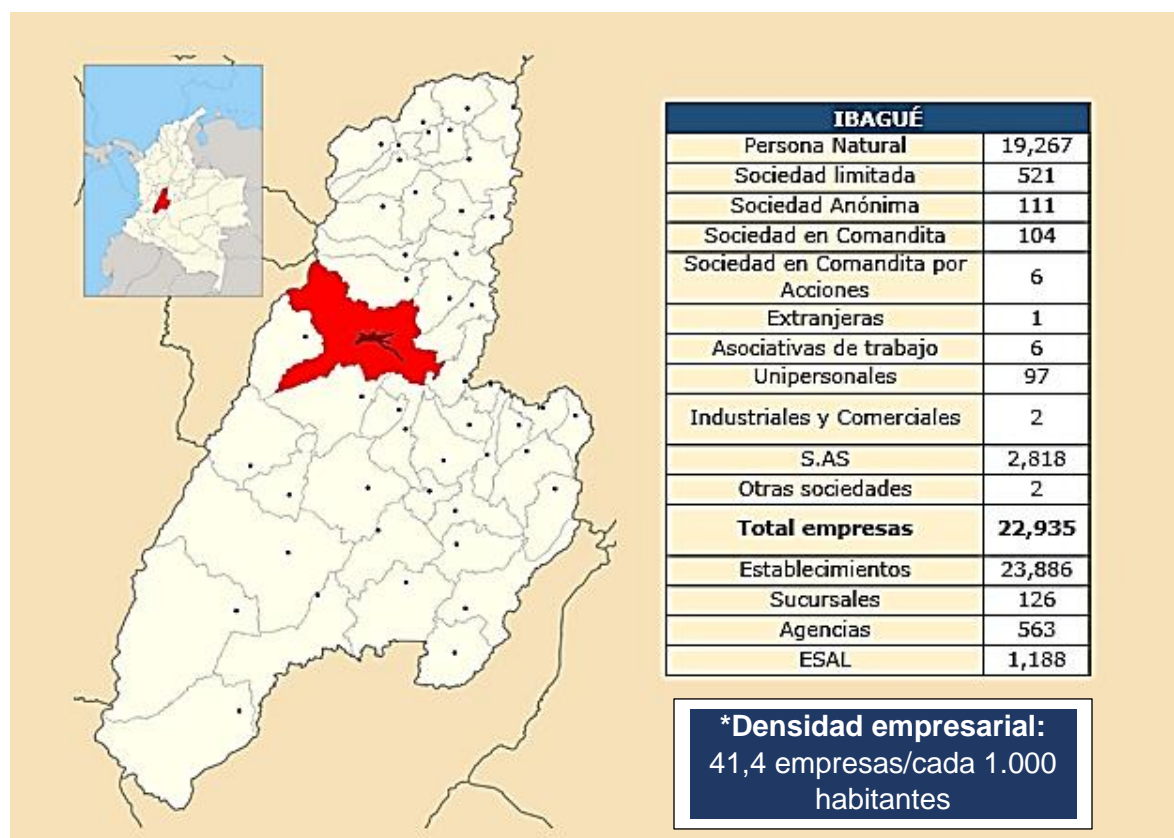 IBAGUÉ
Persona Natural 19,267
Sociedad limitada 521
Sociedad Anónima 111
Sociedad en Comandita 104
Sociedad en Comandita por
Acciones 6
Extranjeras 1
Asociativas de trabajo 6
Unipersonales 97
Industriales y Comerciales 2
S.AS 2,818
Otras sociedades 2
Total empresas 22,935
Establecimientos 23,886
Sucursales 126
Agencias 563
ESAL 1,188
*Densidad empresarial:
41,4 empresas/cada 1.000
habitantes